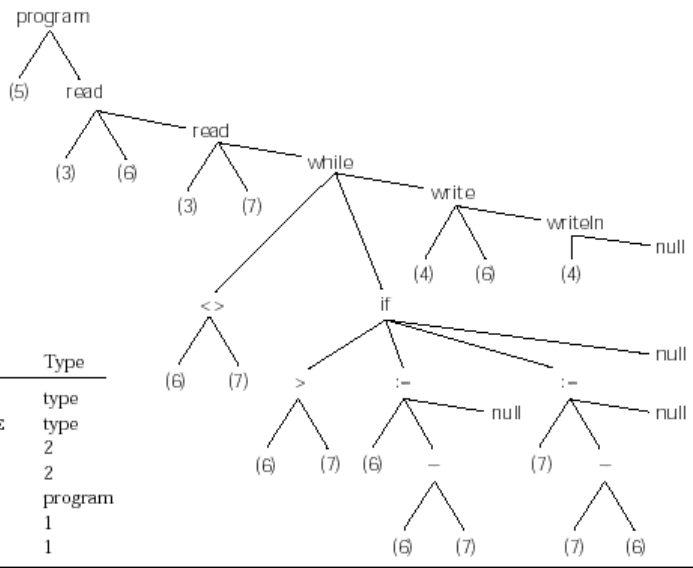 program
(5) read
read
(3) (6)
while
(3) (7)
write
writeln
null
(4) (6) (4)
<> if
null
(6) (7)
> := := 
null null
(6) (7) (6) − (7) −
(6) (7) (7) (6)
Type
type
type
2
2
program
1
1